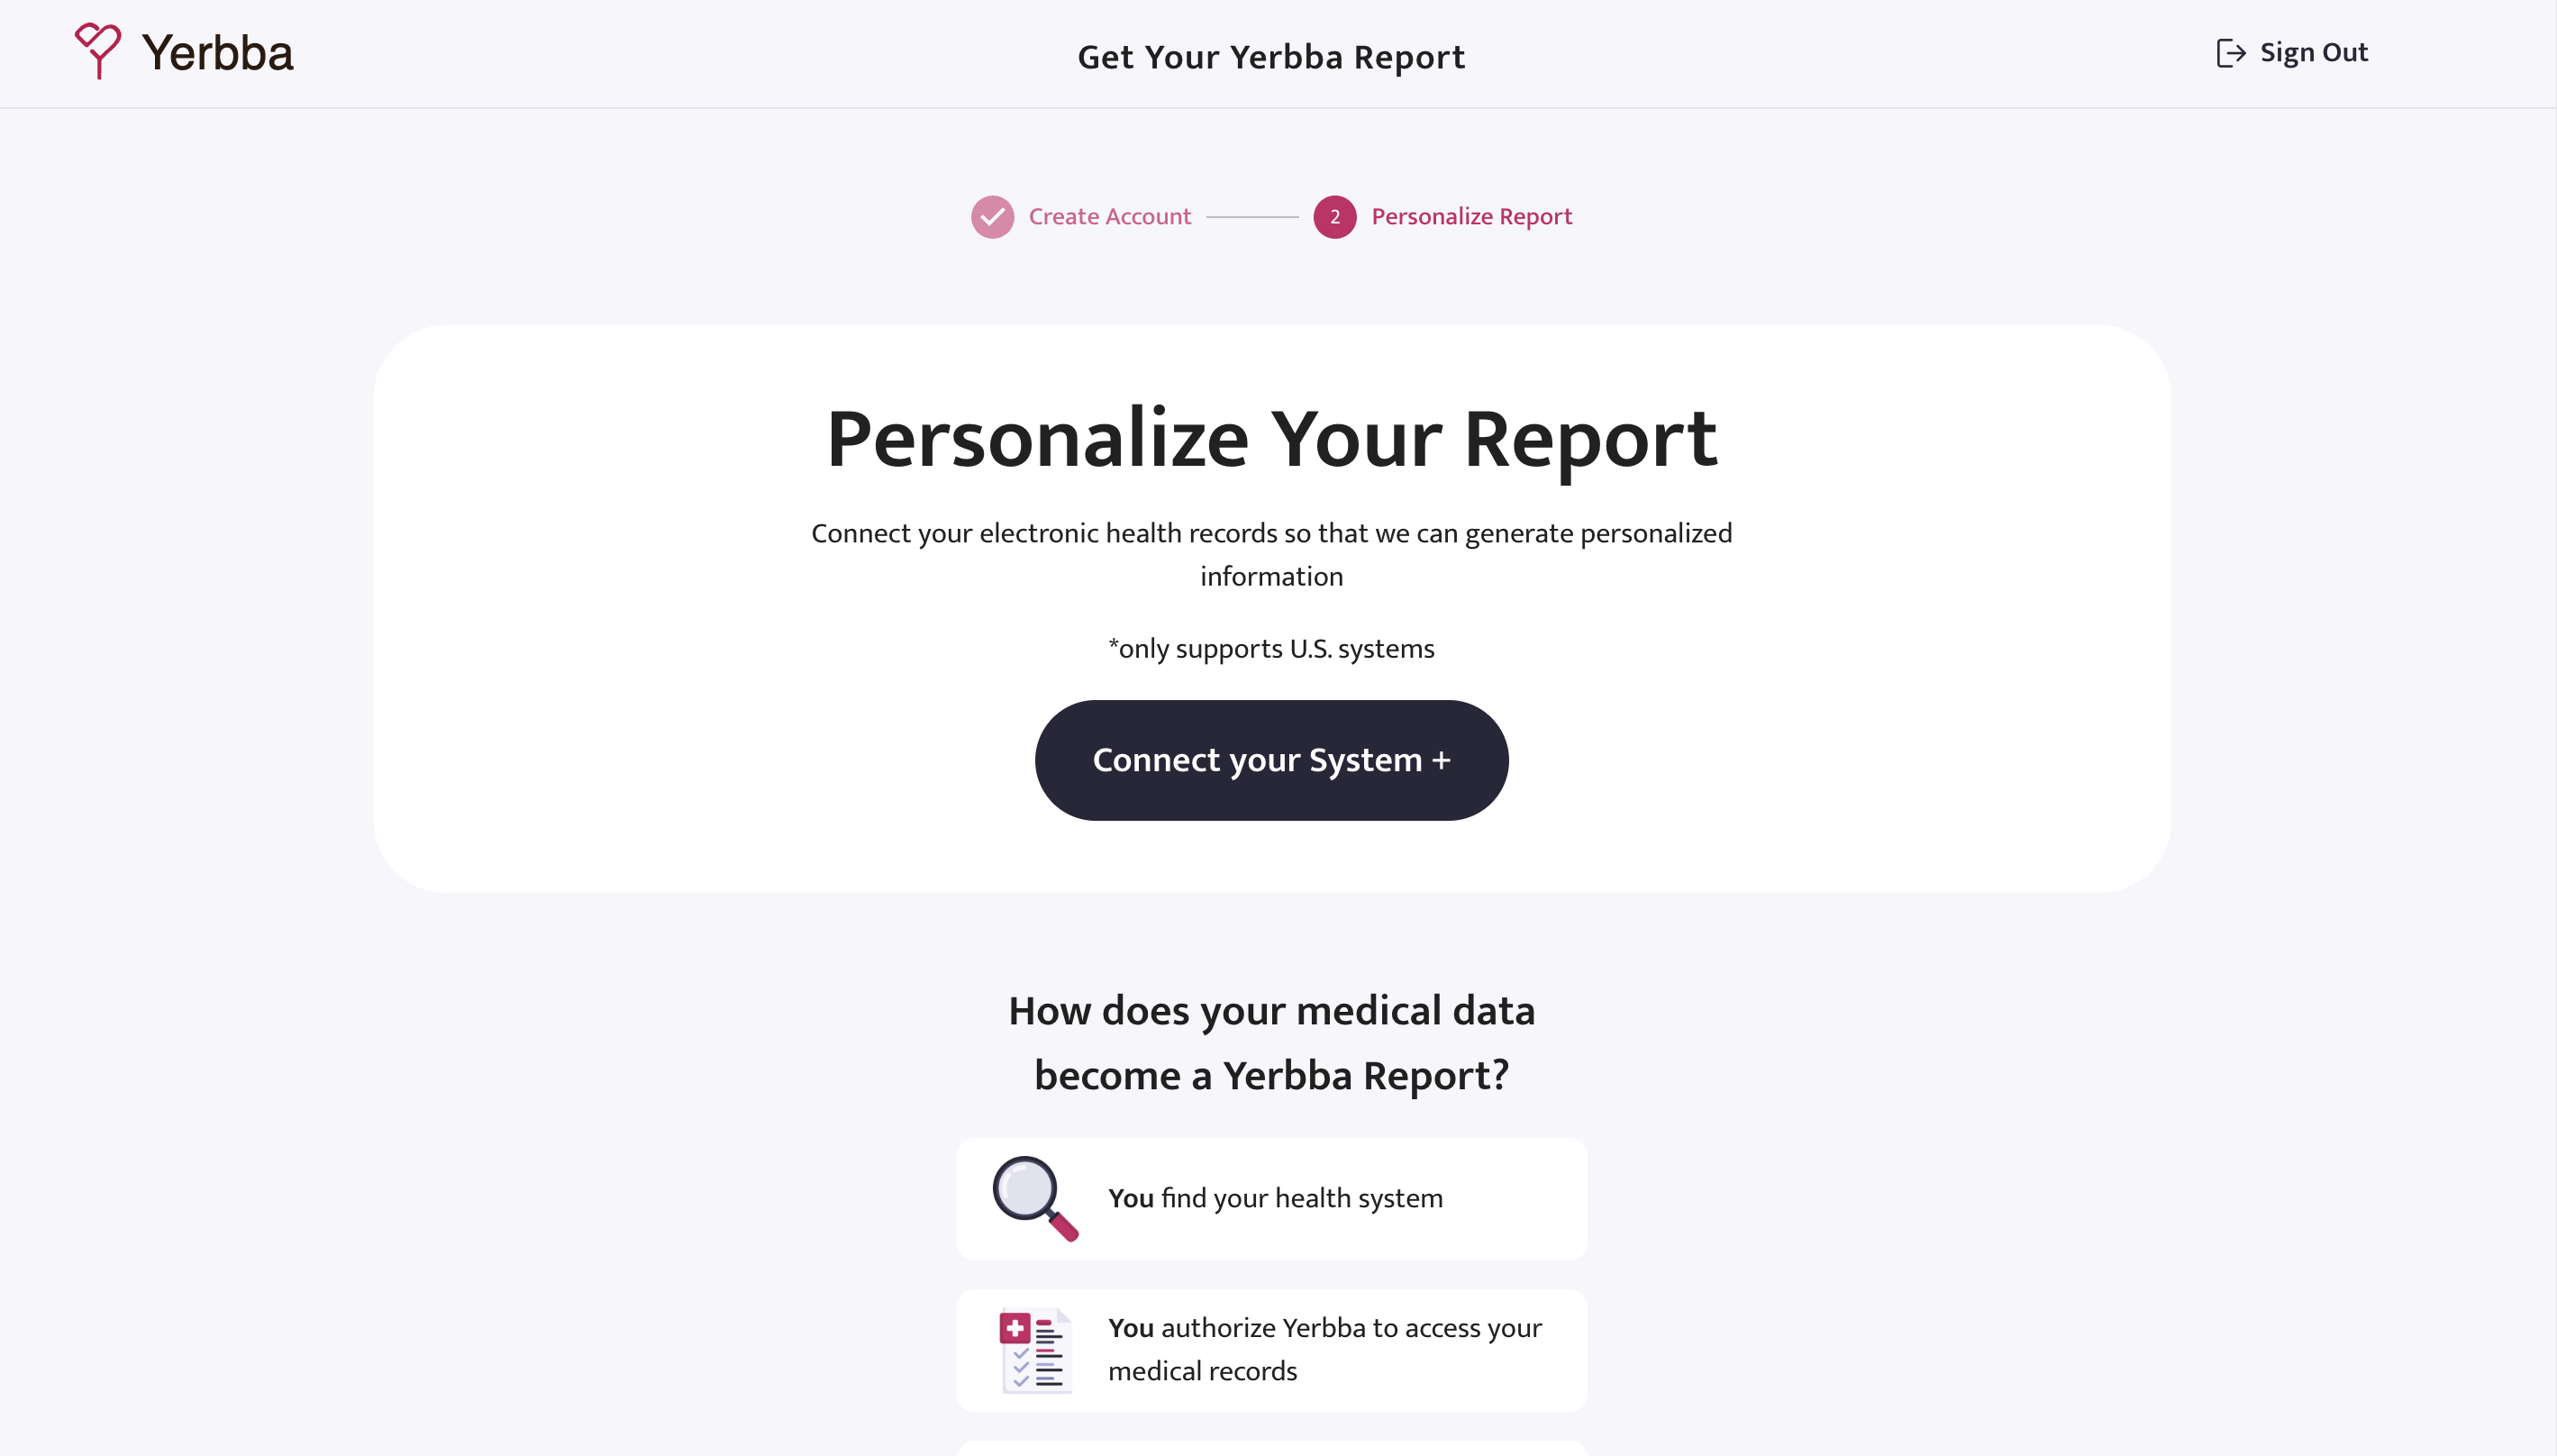 Yerbba
Get Your Yerbba Report
Sign Out
Create Account
2
Personalize Report
Personalize Your Report
Connect your electronic health records so that we can generate personalized
information
*only supports U.S. systems
Connect your System +
How does your medical data
become a Yerbba Report?
You find your health system
You authorize Yerbba to access your
medical records